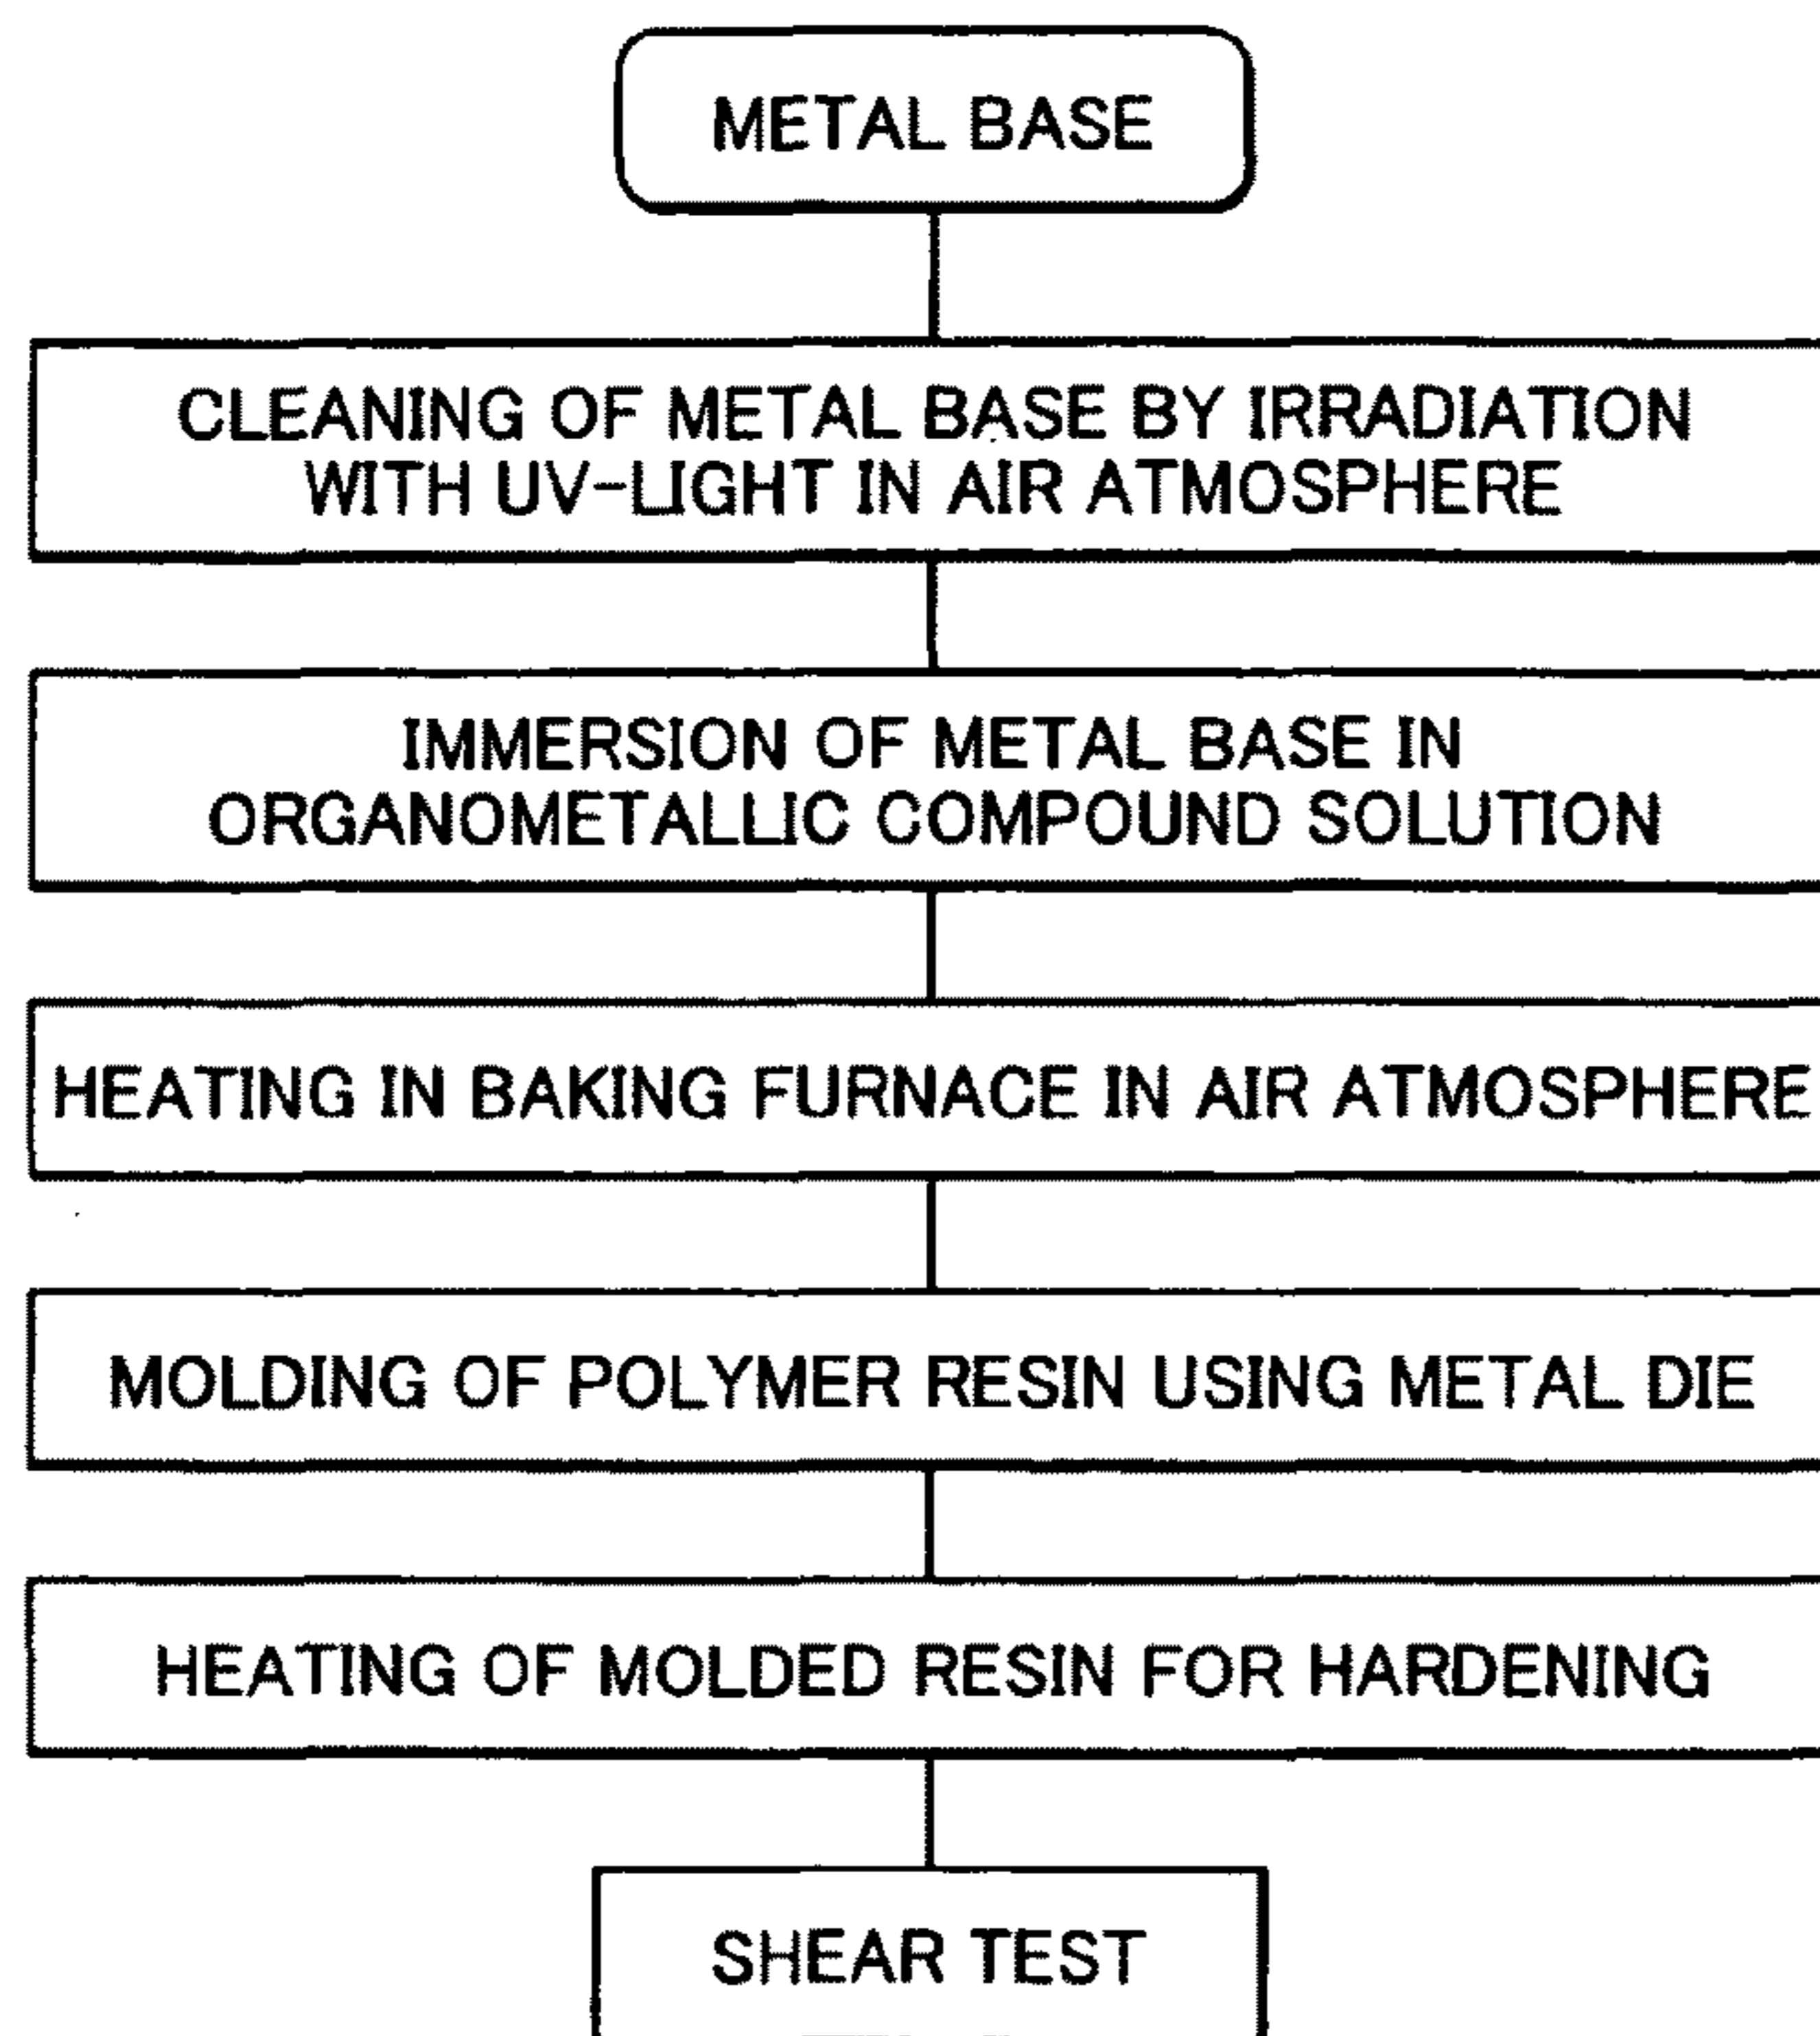 METAL BASE
CLEANING OF METAL BASE BY IRRADIATION
WITH UV-LIGHT IN AIR ATMOSPHERE
IMMERSION OF METAL BASE IN
ORGANOMETALLIC COMPOUND SOLUTION
HEATING IN BAKING FURNACE IN AIR ATMOSPHERE
MOLDING OF POLYMER RESIN USING METAL DIE
HEATING OF MOLDED RESIN FOR HARDENING
SHEAR TEST